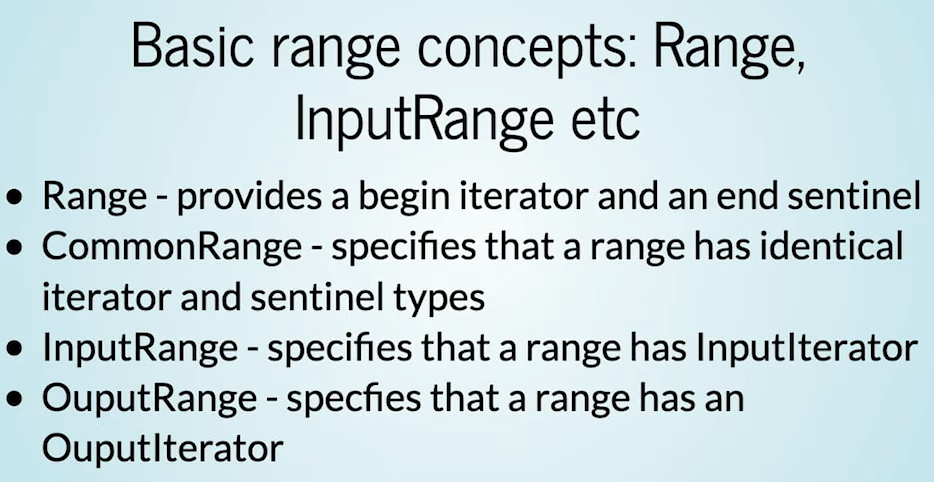 Basic range concepts: Range,
InputRange etc
• Range - provides a begin iterator and an end sentinel
• CommonRange - specifies that a range has identical
iterator and sentinel types
• InputRange - specifies that a range has InputIterator
• OuputRange - specfies that a range has an
OuputIterator